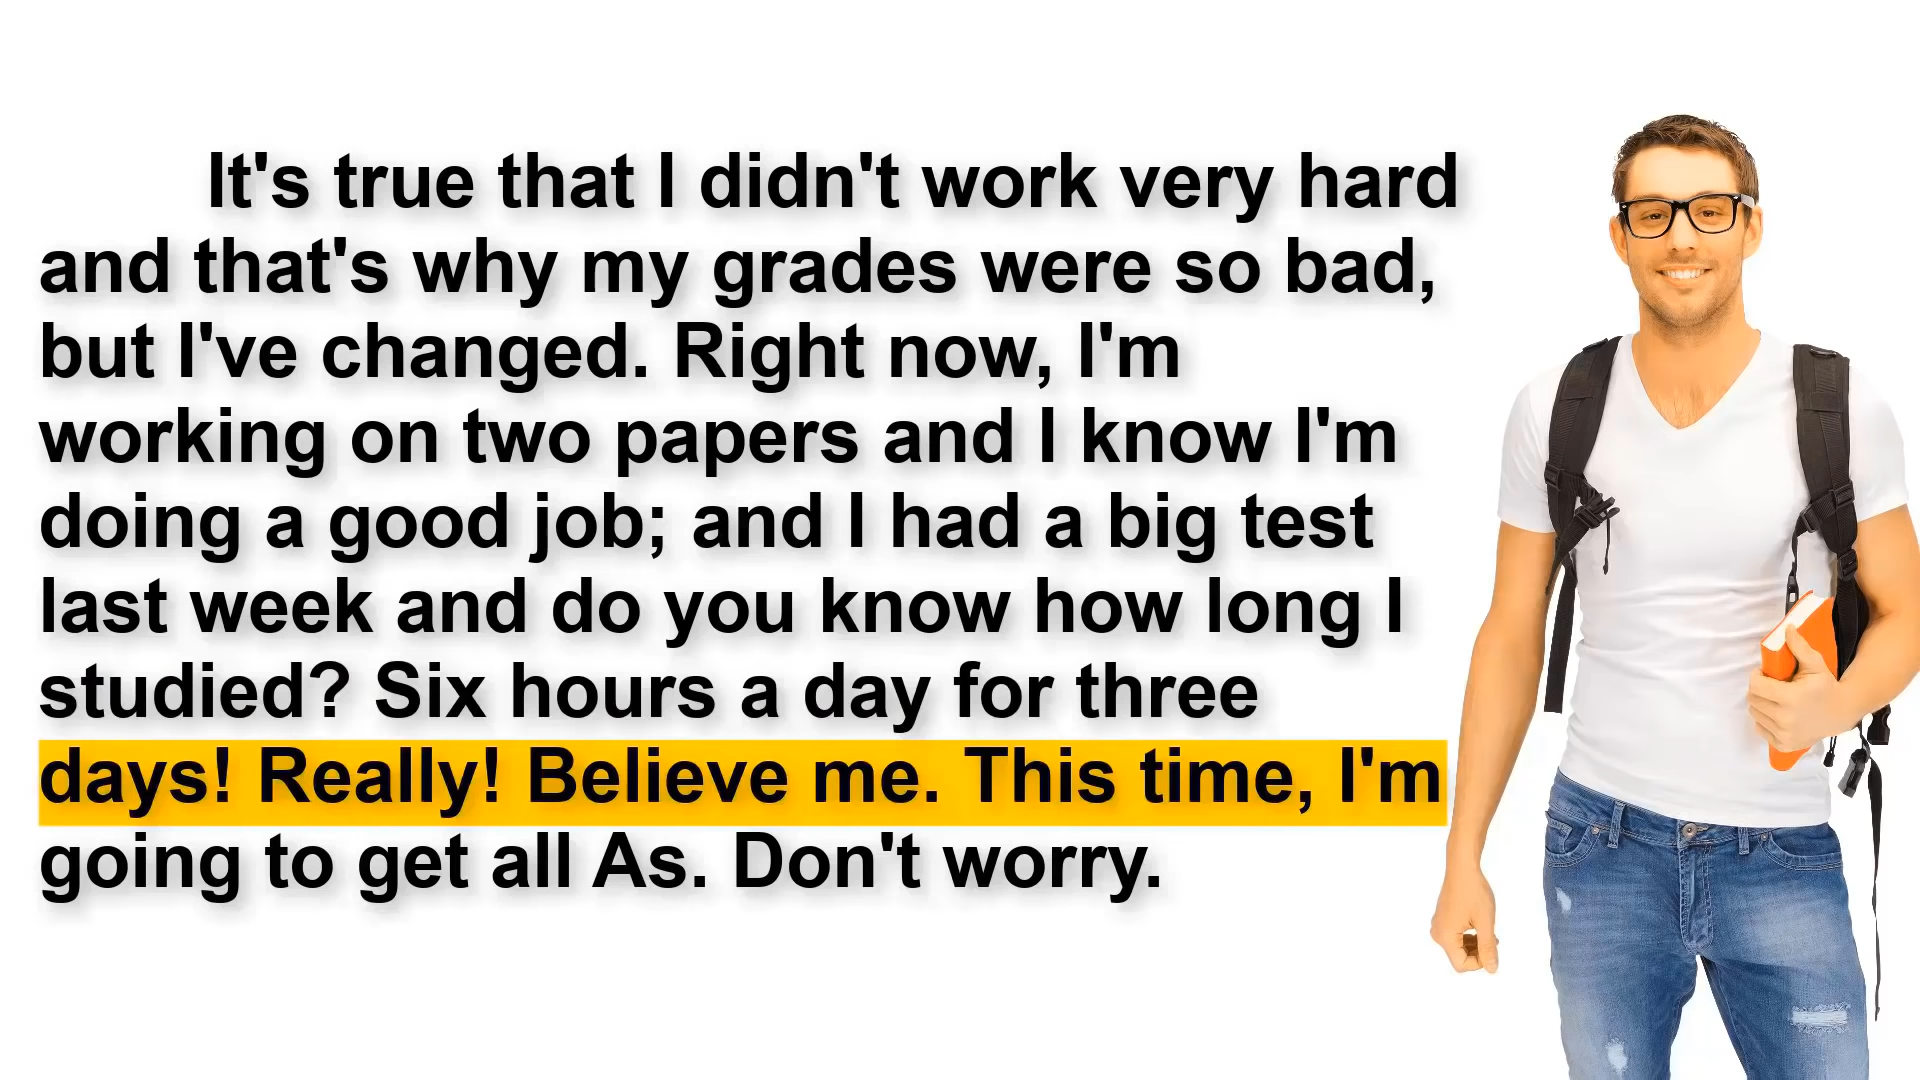 It's true that I didn't work very hard
and that's why my grades were so bad,
but I've changed. Right now, I'm
working on two papers and I know I'm
doing a good job; and I had a big test
last week and do you know how long I
studied? Six hours a day for three
days! Really! Believe me. This time, I'm
going to get all As. Don't worry.